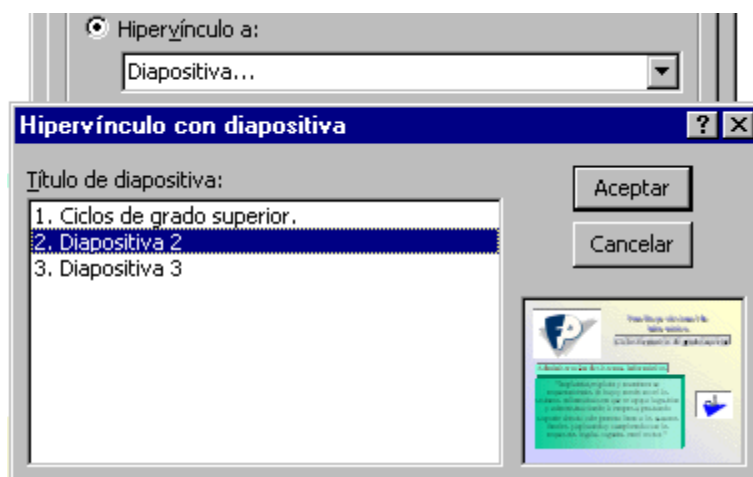 Hipervínculo a:
Diapositiva...
Hipervínculo con diapositiva
Título de diapositiva:
Aceptar
1. Ciclos de grado superior.
2. Diapositiva 2
3. Diapositiva 3
Cancelar
FP